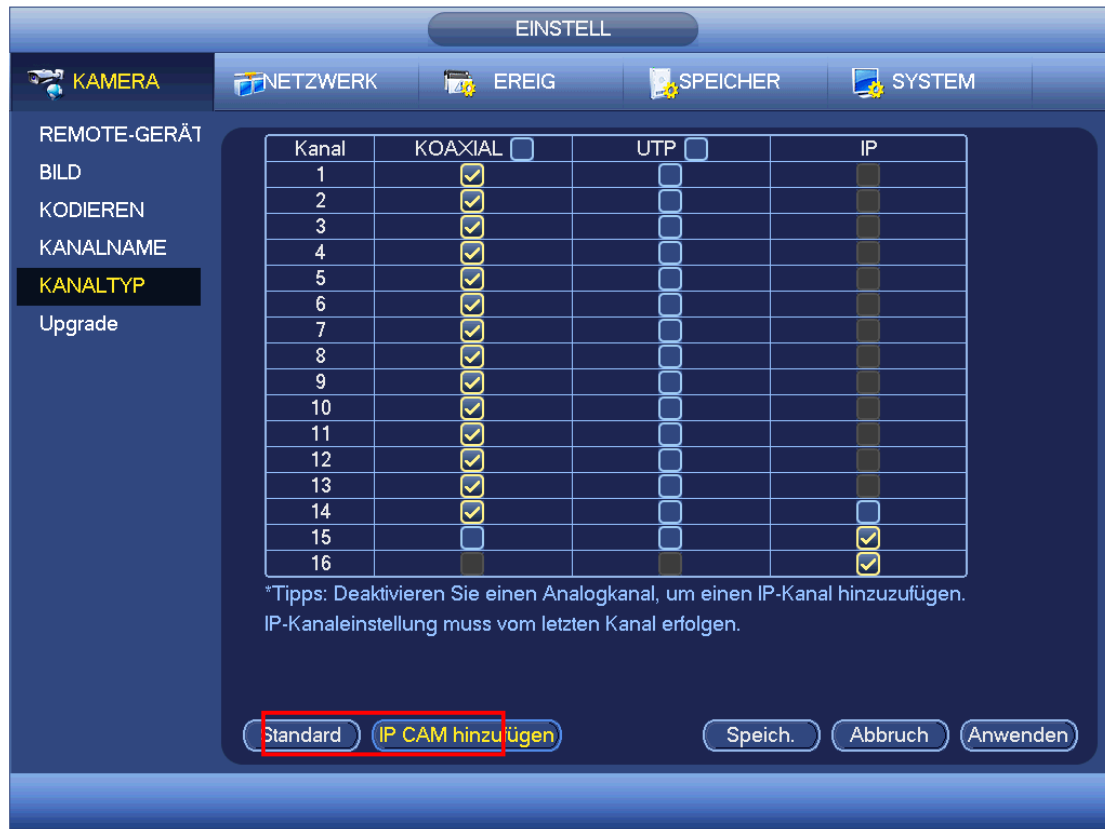 EINSTELL
KAMERA NETZWERK EREIG SPEICHER SYSTEM
REMOTE-GERÄT
BILD
KODIEREN
KANALNAME
KANALTYP
Upgrade
Kanal KOAXIAL UTP IP
1
2
3
4
5
6
7
8
9
10
11
12
13
14
15
16
*Tipps: Deaktivieren Sie einen Analogkanal, um einen IP-Kanal hinzuzufügen.
IP-Kanaleinstellung muss vom letzten Kanal erfolgen.
Standard IP CAM hinzufügen Speich. Abbruch Anwenden